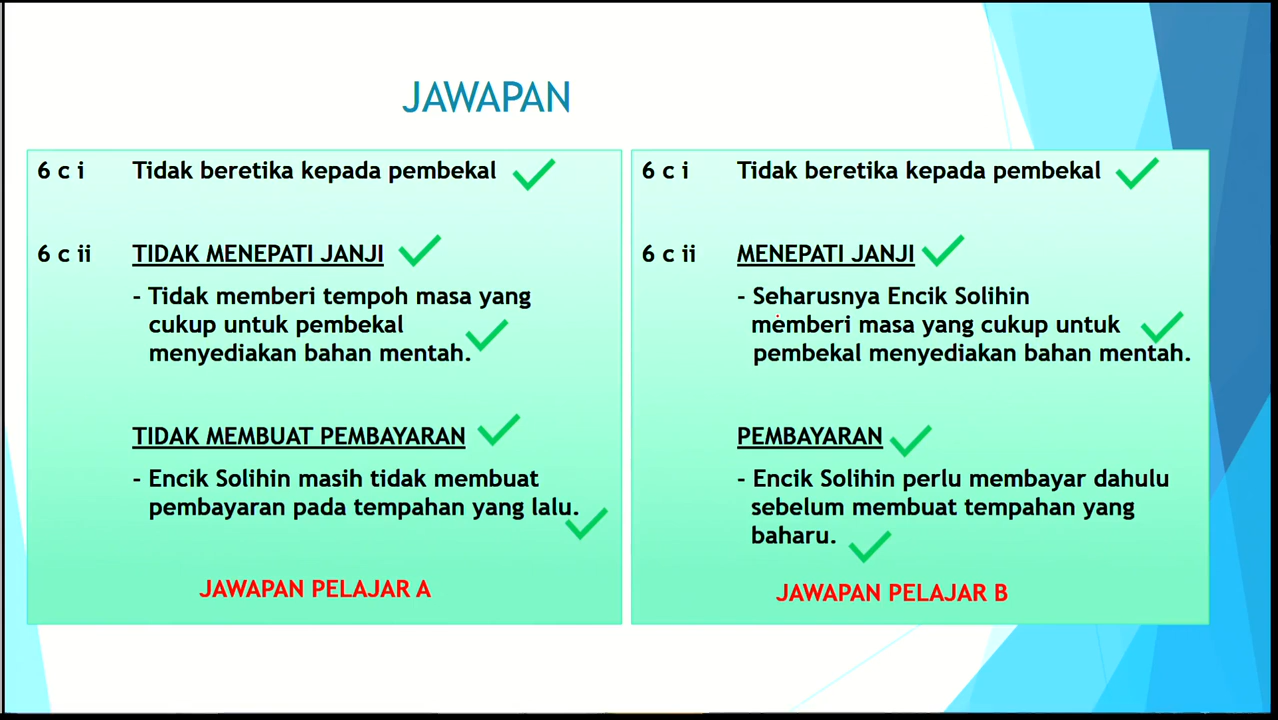 JAWAPAN
6 c i Tidak beretika kepada pembekal
6 c ii TIDAK MENEPATI JANJI
- Tidak memberi tempoh masa yang
cukup untuk pembekal
menyediakan bahan mentah.
TIDAK MEMBUAT PEMBAYARAN
- Encik Solihin masih tidak membuat
pembayaran pada tempahan yang lalu.
JAWAPAN PELAJAR A
6 c i Tidak beretika kepada pembekal
6 c ii MENEPATI JANJI
- Seharusnya Encik Solihin
memberi masa yang cukup untuk
pembekal menyediakan bahan mentah.
PEMBAYARAN
- Encik Solihin perlu membayar dahulu
sebelum membuat tempahan yang
baharu.
JAWAPAN PELAJAR B